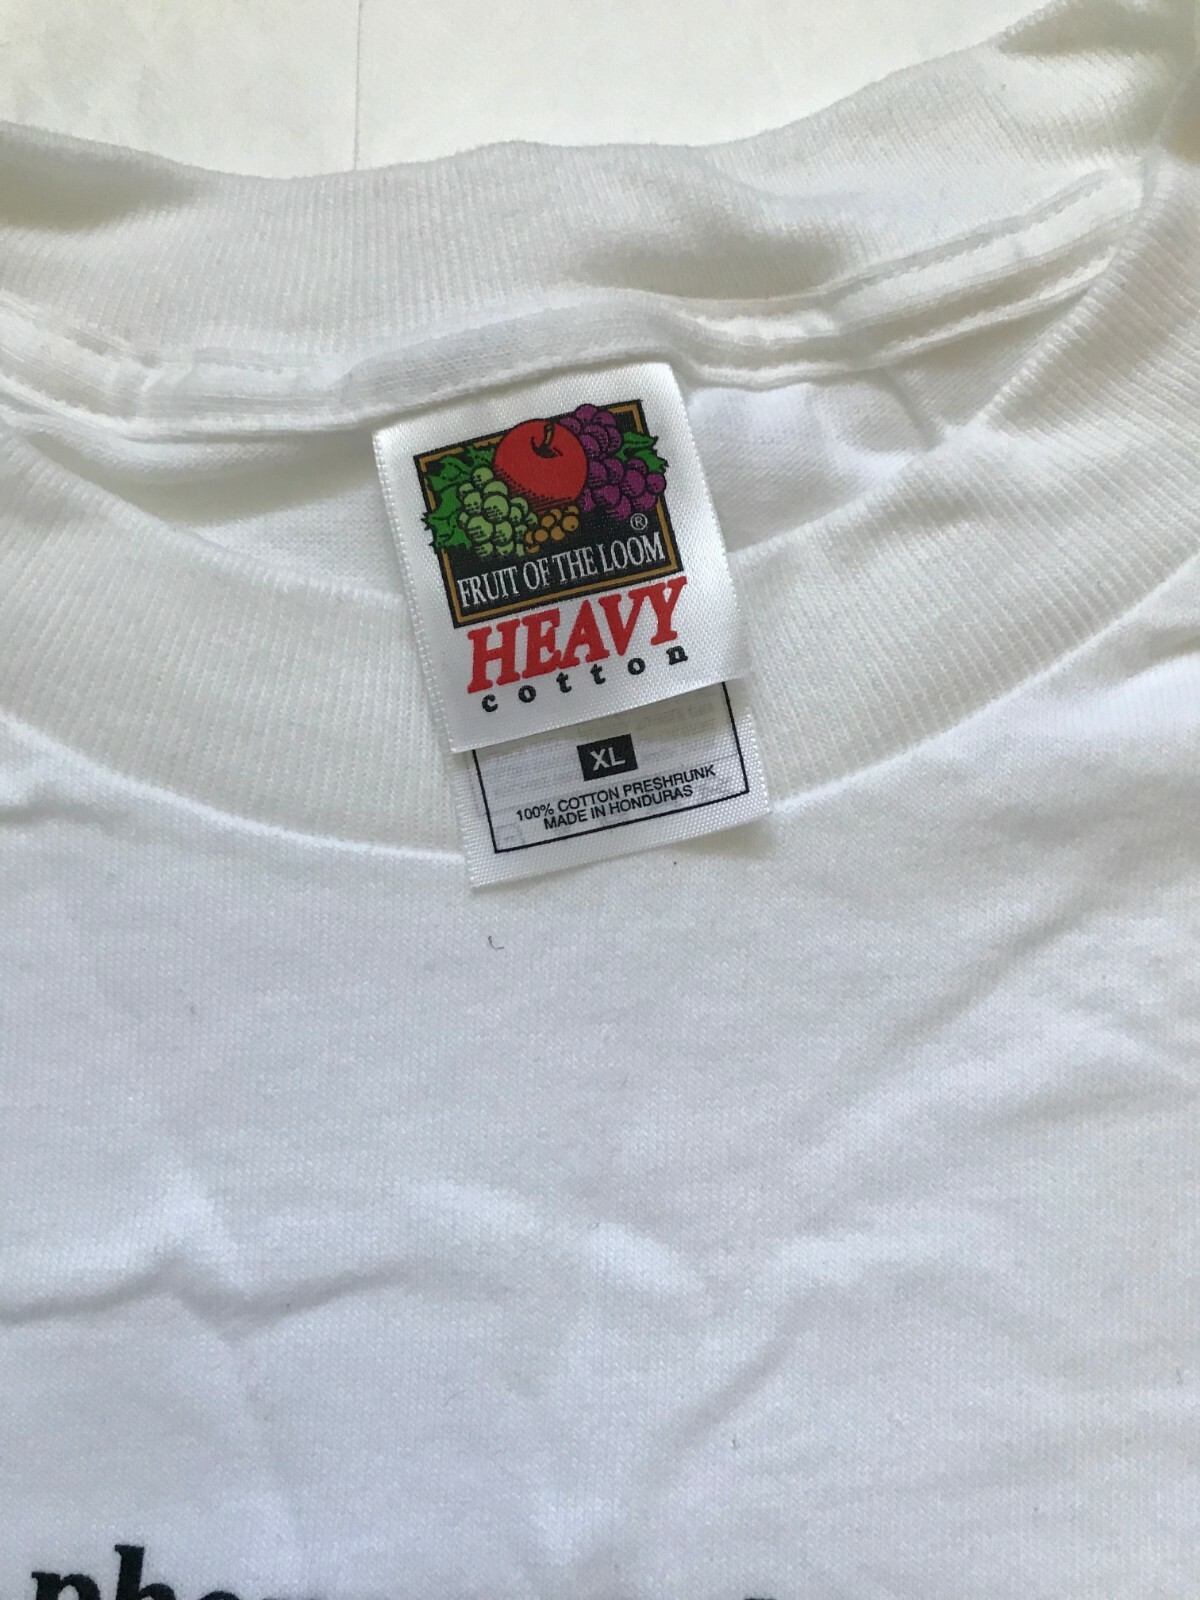 ®
FRUIT OF THE LOOM
HEAVY
cotton
XL
100% COTTON PRESHRUNK
MADE IN HONDURAS